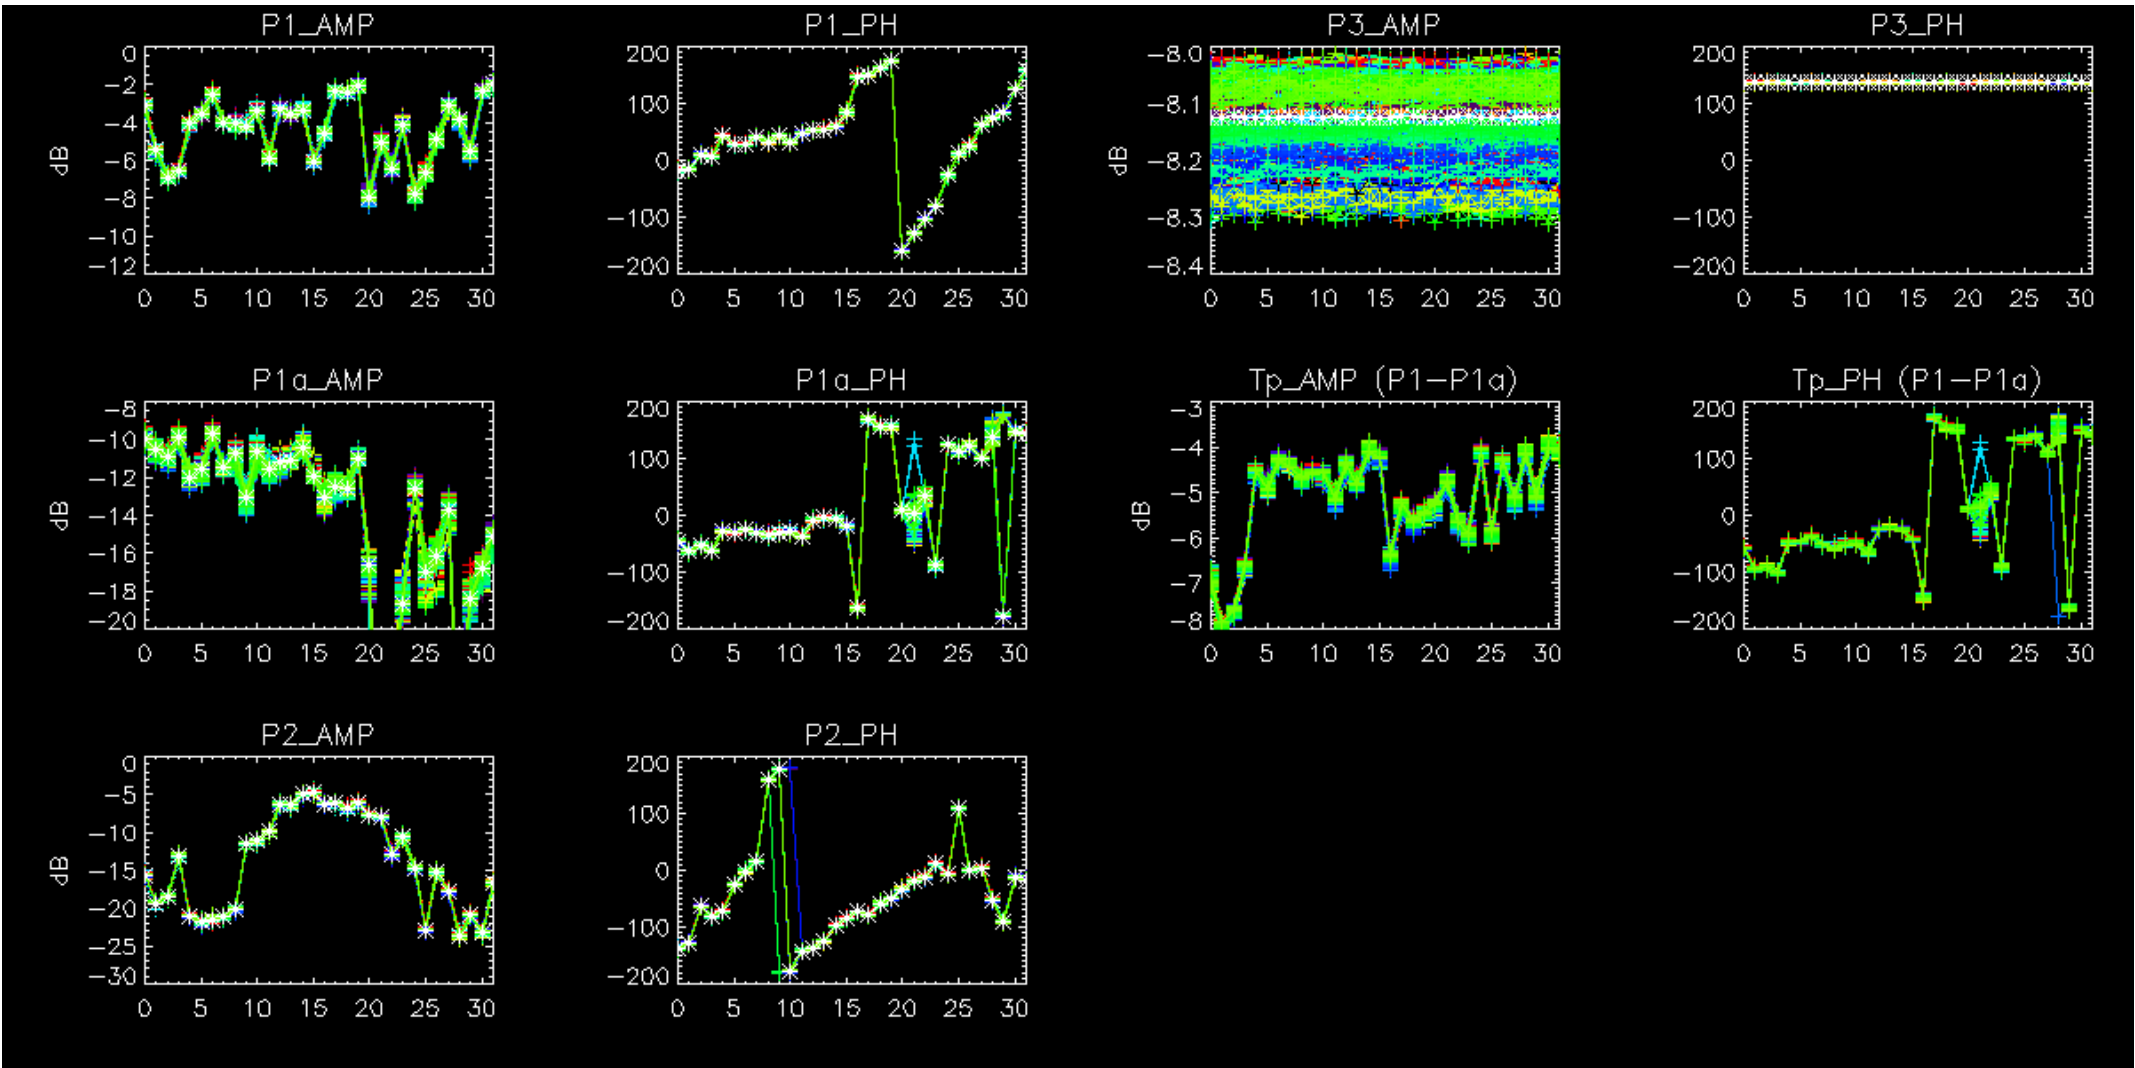 P1_AMP
dB
0
−2
−4
−6
−8
−10
−12
0 5 10 15 20 25 30
P1_PH
200
100
0
−100
−200
0 5 10 15 20 25 30
P3_AMP
dB
−8.0
−8.1
−8.2
−8.3
−8.4
0 5 10 15 20 25 30
P3_PH
200
100
0
−100
−200
0 5 10 15 20 25 30
P1a_AMP
dB
−8
−10
−12
−14
−16
−18
−20
0 5 10 15 20 25 30
P1a_PH
200
100
0
−100
−200
0 5 10 15 20 25 30
Tp_AMP (P1−P1a)
dB
−3
−4
−5
−6
−7
−8
0 5 10 15 20 25 30
Tp_PH (P1−P1a)
200
100
0
−100
−200
0 5 10 15 20 25 30
P2_AMP
dB
0
−5
−10
−15
−20
−25
−30
0 5 10 15 20 25 30
P2_PH
200
100
0
−100
−200
0 5 10 15 20 25 30